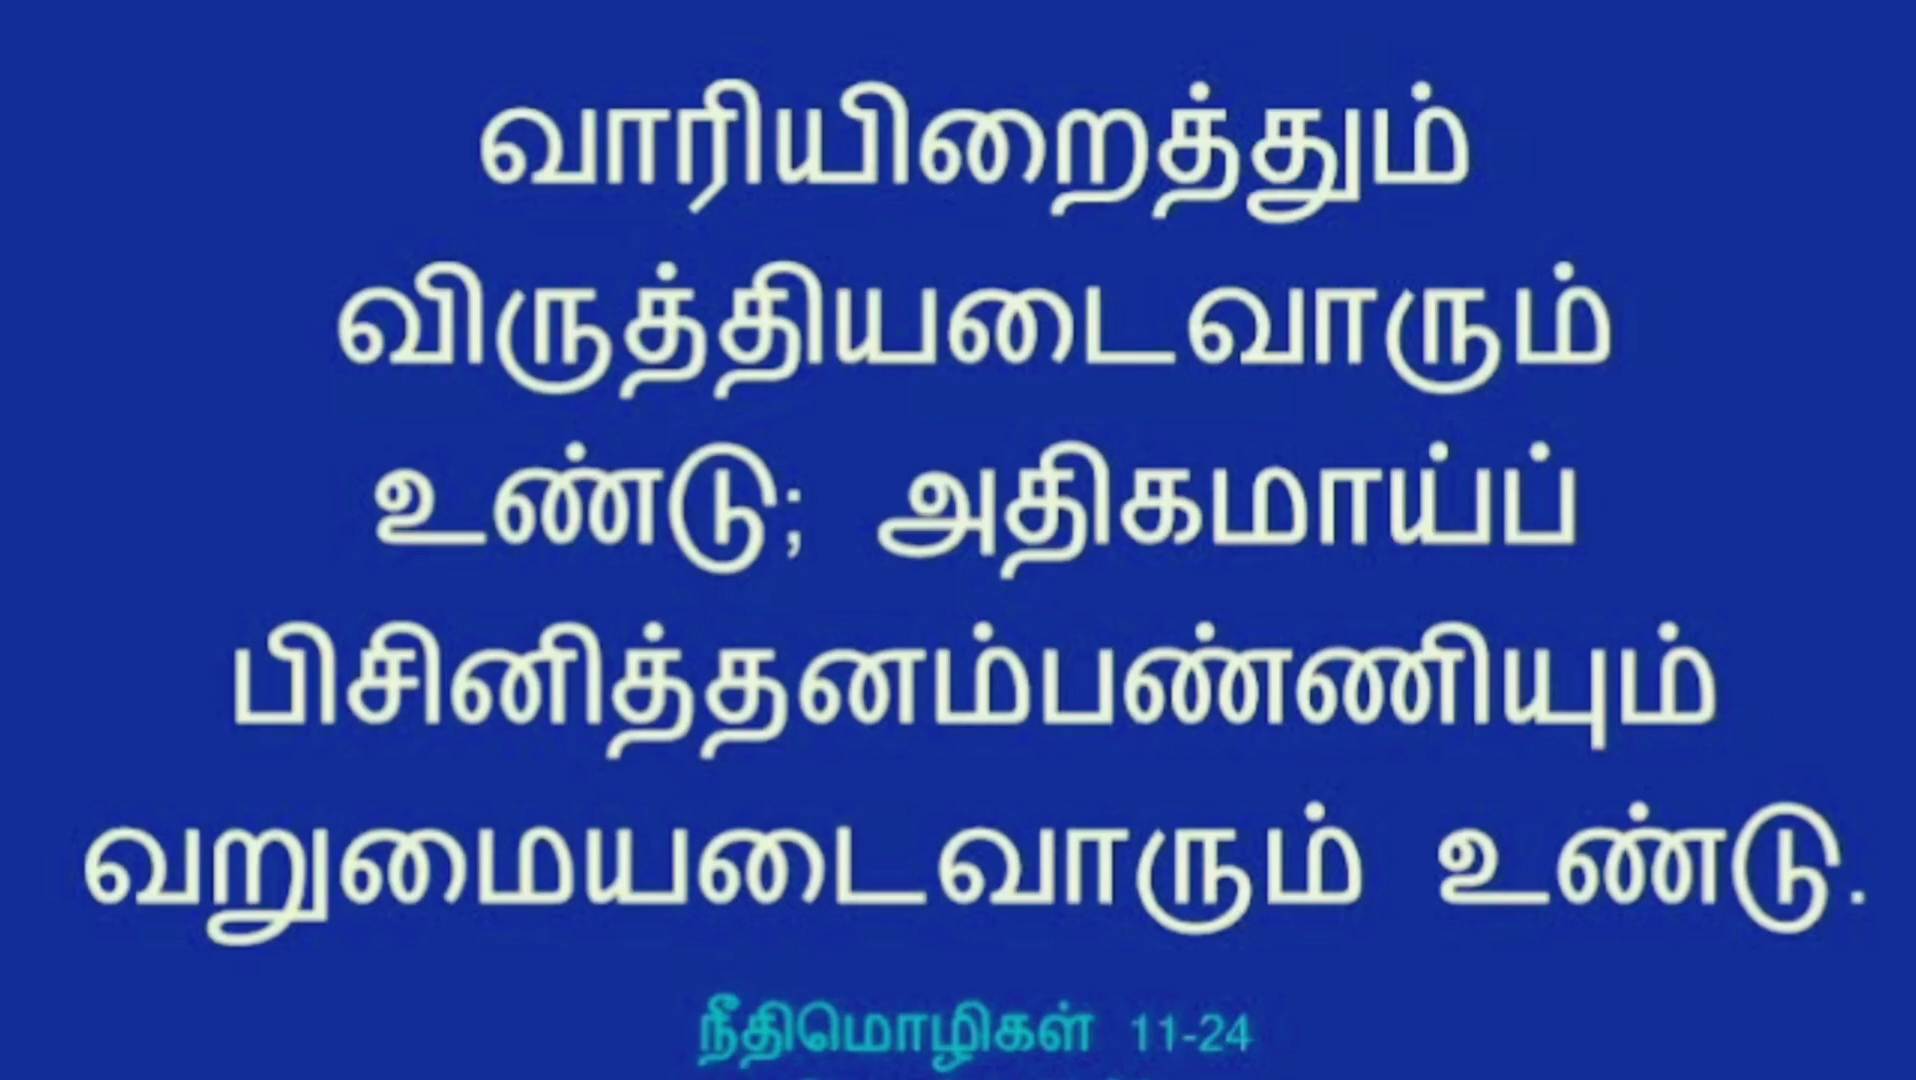 வாரியிறைத்தும்
விருத்தியடைவாரும்
உண்டு; அதிகமாய்ப்
பிசினித்தனம்பண்ணியும்
வறுமையடைவாரும் உண்டு.
நீதிமொழிகள் 11-24